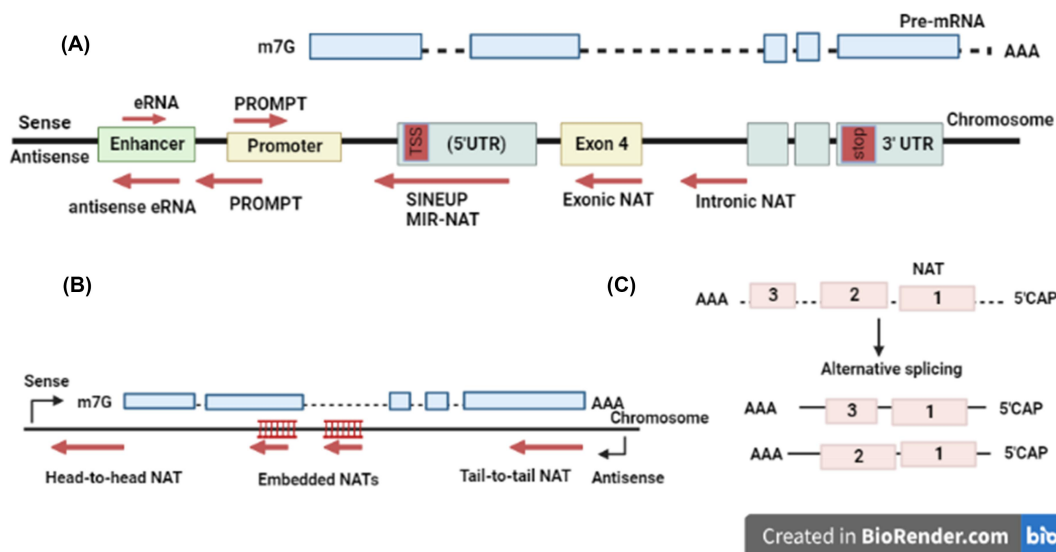 (A)
Pre-mRNA
m7G
AAA
eRNA
PROMPT
Sense
Chromosome
Enhancer
Promoter
TSS
(5'UTR)
Exon 4
stop
3' UTR
Antisense
antisense eRNA
PROMPT
SINEUP
MIR-NAT
Exonic NAT
Intronic NAT
(B)
Sense
m7G
AAA
Chromosome
Head-to-head NAT
Embedded NATs
Tail-to-tail NAT
Antisense
(C)
NAT
AAA
3
2
1
5'CAP
Alternative splicing
AAA
3
1
5'CAP
AAA
2
1
5'CAP
Created in BioRender.com
bio